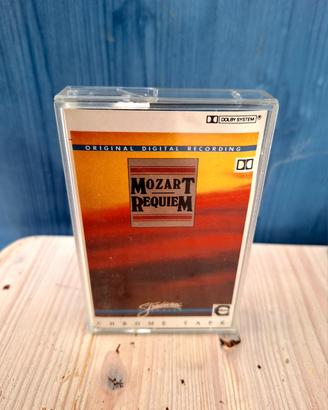 DOLBY SYSTEM ®
ORIGINAL DIGITAL RECORDING
MOZART
REQUIEM
CHROME TAPE